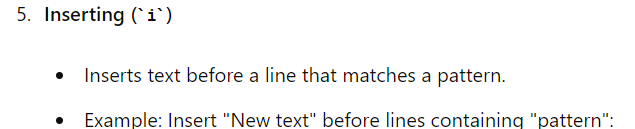 5. Inserting (`i`)
• Inserts text before a line that matches a pattern.
• Example: Insert "New text" before lines containing "pattern":